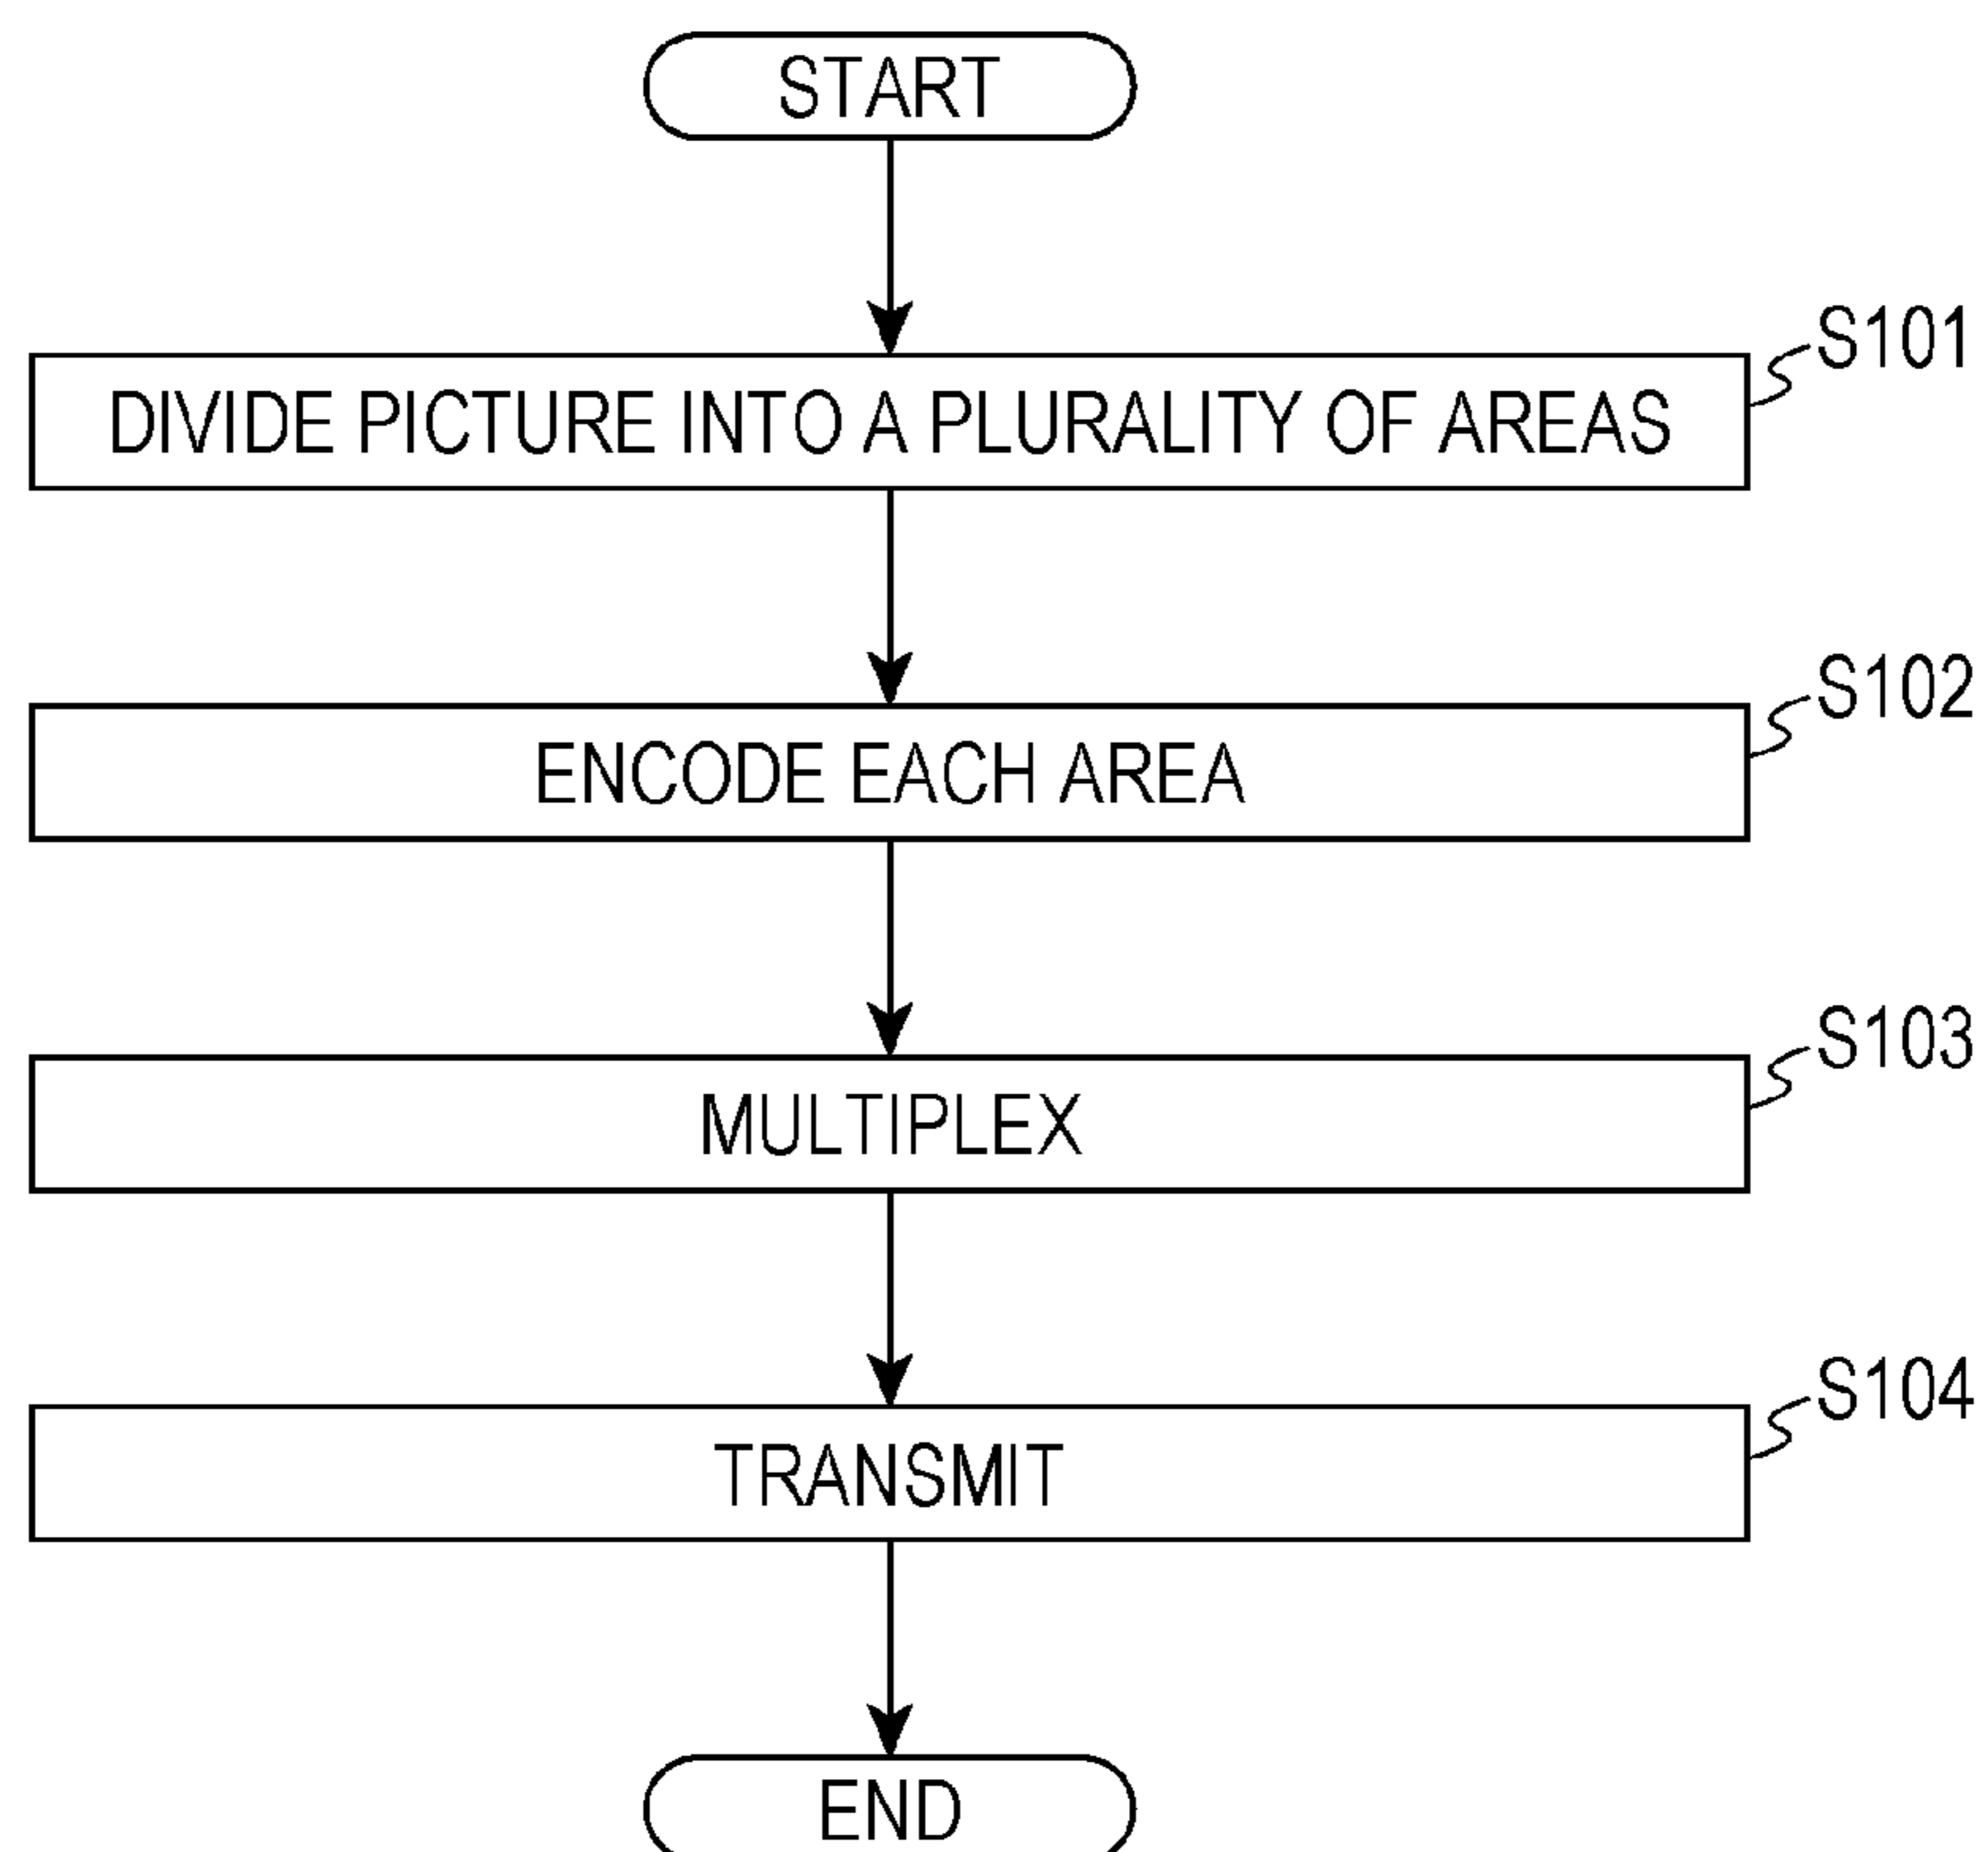 START
S101
DIVIDE PICTURE INTO A PLURALITY OF AREAS
S102
ENCODE EACH AREA
S103
MULTIPLEX
S104
TRANSMIT
END